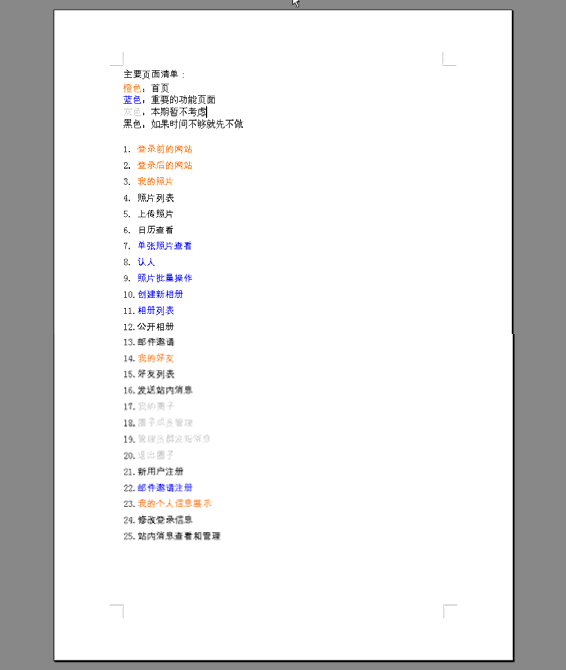 主要页面清单：
橙色，首页
蓝色，重要的功能页面
灰色，本期暂不考虑
黑色，如果时间不够就先不做
1. 登录前的网站
2. 登录后的网站
3. 我的照片
4. 照片列表
5. 上传照片
6. 日历查看
7. 单张照片查看
8. 认人
9. 照片批量操作
10. 创建新相册
11. 相册列表
12. 公开相册
13. 邮件邀请
14. 我的好友
15. 好友列表
16. 发送站内消息
17. 我的圈子
18. 圈子成员管理
19. 管理员群发短消息
20. 退出圈子
21. 新用户注册
22. 邮件邀请注册
23. 我的个人信息展示
24. 修改登录信息
25. 站内消息查看和管理